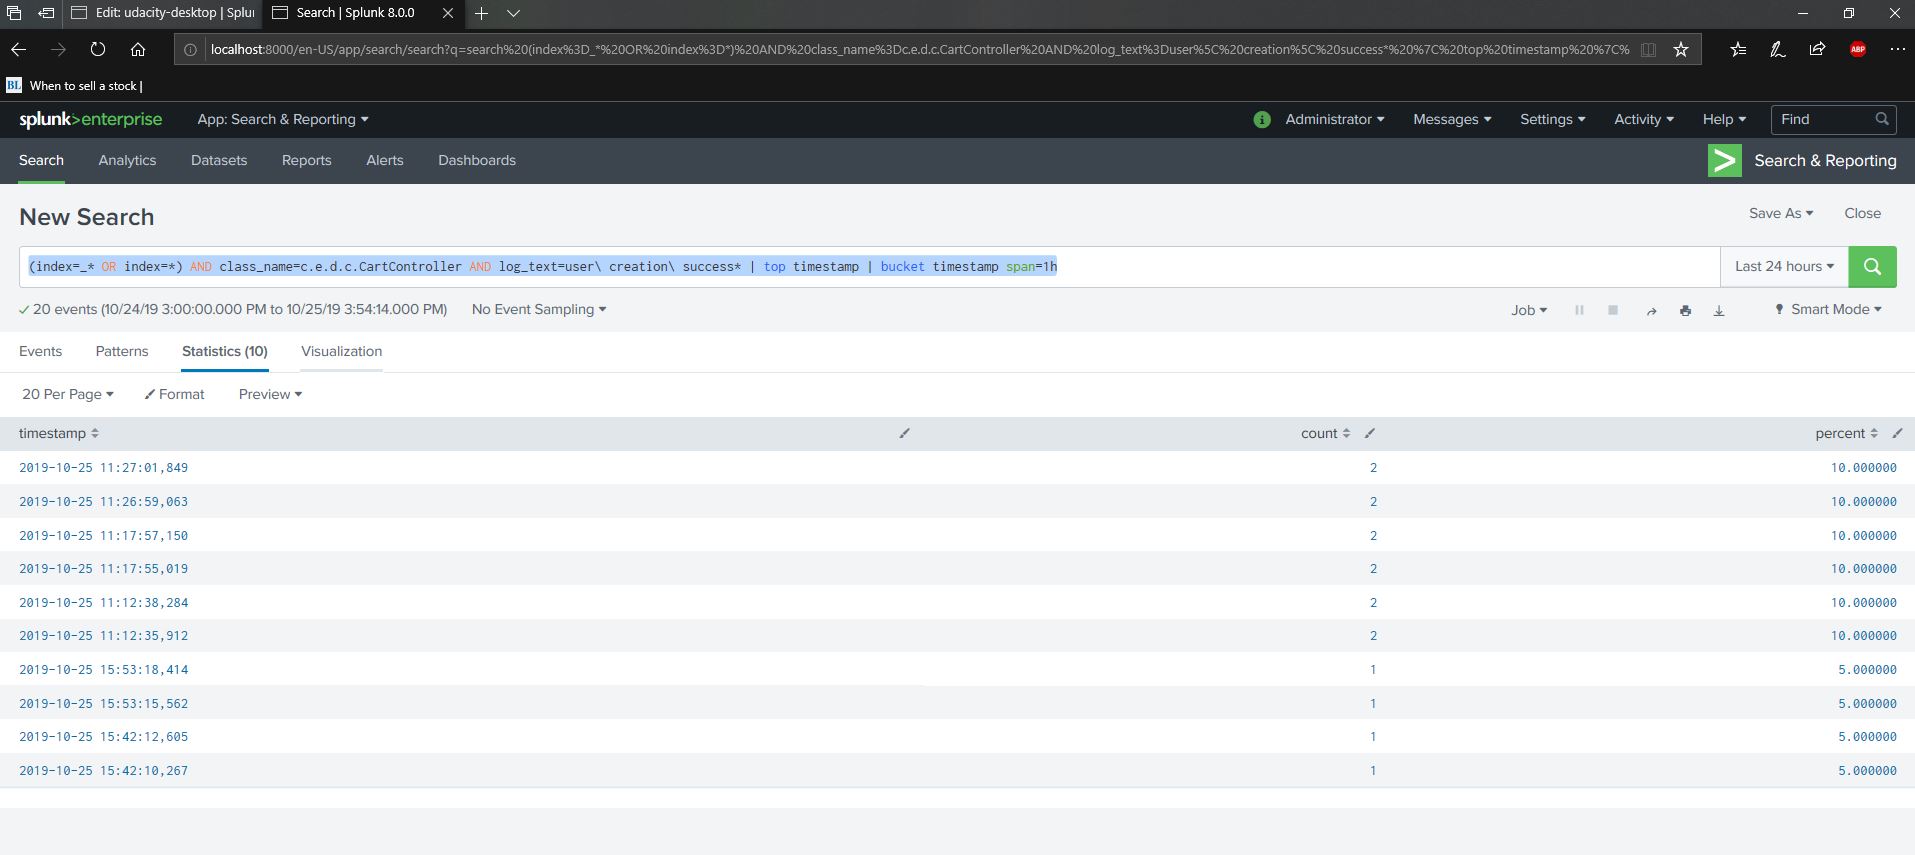 Edit: udacity-desktop | Splu
Search | Splunk 8.0.0
localhost:8000/en-US/app/search/search?q=search%20(index%3D_*%20OR%20index%3D*)%20AND%20class_name%3Dc.e.d.c.CartController%20AND%20log_text%3Duser%5C%20creation%5C%20success*%20%7C%20top%20timestamp%20%7C%
ABP
BL When to sell a stock |
splunk>enterprise App: Search & Reporting
i Administrator Messages Settings Activity Help Find
Search Analytics Datasets Reports Alerts Dashboards
> Search & Reporting
New Search
Save As Close
(index=_* OR index=*) AND class_name=c.e.d.c.CartController AND log_text=user\ creation\ success* | top timestamp | bucket timestamp span=1h
Last 24 hours
20 events (10/24/19 3:00:00.000 PM to 10/25/19 3:54:14.000 PM) No Event Sampling
Job Smart Mode
Events Patterns Statistics (10) Visualization
20 Per Page Format Preview
timestamp count percent
2019-10-25 11:27:01,849 2 10.000000
2019-10-25 11:26:59,063 2 10.000000
2019-10-25 11:17:57,150 2 10.000000
2019-10-25 11:17:55,019 2 10.000000
2019-10-25 11:12:38,284 2 10.000000
2019-10-25 11:12:35,912 2 10.000000
2019-10-25 15:53:18,414 1 5.000000
2019-10-25 15:53:15,562 1 5.000000
2019-10-25 15:42:12,605 1 5.000000
2019-10-25 15:42:10,267 1 5.000000